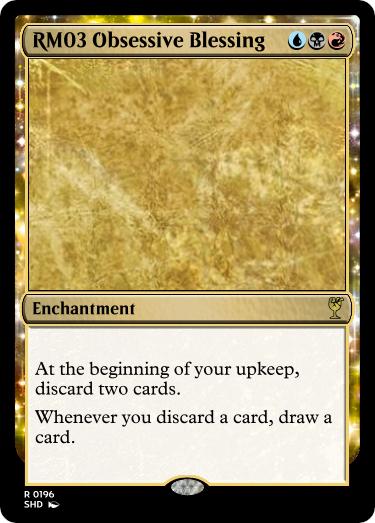 RM03 Obsessive Blessing
Enchantment
At the beginning of your upkeep,
discard two cards.
Whenever you discard a card, draw a
card.
R 0196
SHD